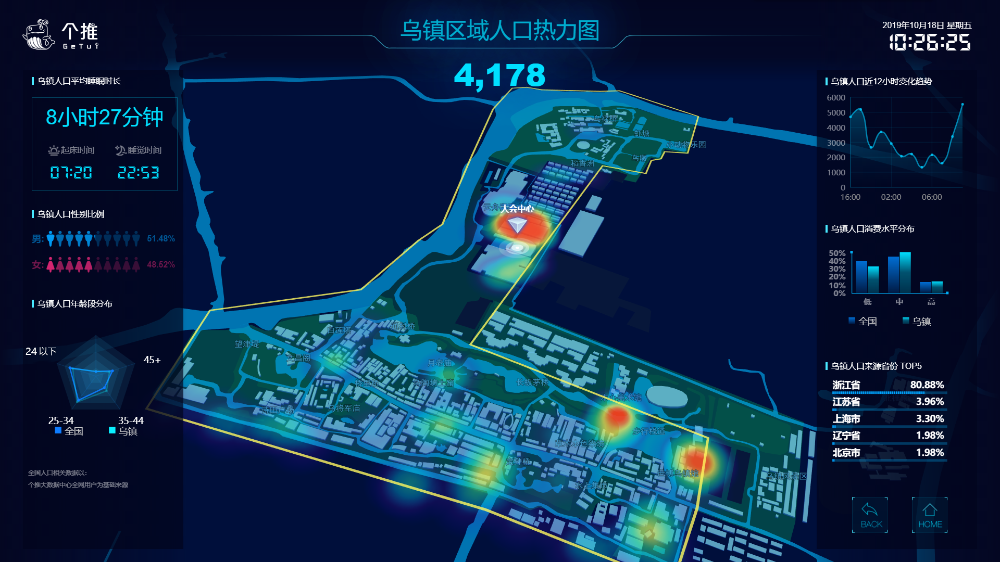 个推
GeTui
乌镇区域人口热力图
2019年10月18日 星期五
10:26:25
4,178
乌镇人口平均睡眠时长
8小时27分钟
起床时间
睡觉时间
07:20
22:53
乌镇人口性别比例
男:
51.48%
女:
48.52%
乌镇人口年龄段分布
24 以下
45+
25-34
35-44
全国
乌镇
全国人口相关数据以:
个推大数据中心全网用户为基础来源
乌禄桥
虾塘
小动物乐园
乌墩
稻香洲
大会中心
白莲塔
通利桥
望津堤
文昌阁
月老庙
桥里桥
乌陶坊土窑
长板茅桥
诗田广场
乌将军庙
木心美术馆
步行栈道
草木本色染坊
水上集市
世博乌镇馆
乌镇风景区
乌镇人口近12小时变化趋势
6000
5000
4000
3000
2000
1000
0
16:00
02:00
06:00
乌镇人口消费水平分布
50%
40%
30%
20%
10%
0%
低
中
高
全国
乌镇
乌镇人口来源省份 TOP5
浙江省 80.88%
江苏省 3.96%
上海市 3.30%
辽宁省 1.98%
北京市 1.98%
BACK
HOME